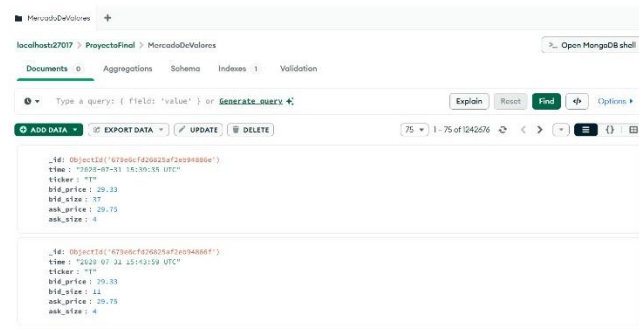 MercadoDeValores +
localhost:27017 > ProyectoFinal > MercadoDeValores
>_ Open MongoDB shell
Documents 0 Aggregations Schema Indexes 1 Validation
Type a query: { field: 'value' } or Generate query
Explain Reset Find </> Options
ADD DATA EXPORT DATA UPDATE DELETE
75 1 - 75 of 1242676
_id: ObjectId('679e6cfd26825af2eb94886e')
time : "2020-07-31 15:39:35 UTC"
ticker : "T"
bid_price : 29.33
bid_size : 37
ask_price : 29.75
ask_size : 4
_id: ObjectId('679e6cfd26825af2eb94886f')
time : "2020-07-31 15:43:59 UTC"
ticker : "T"
bid_price : 29.33
bid_size : 11
ask_price : 29.75
ask_size : 4